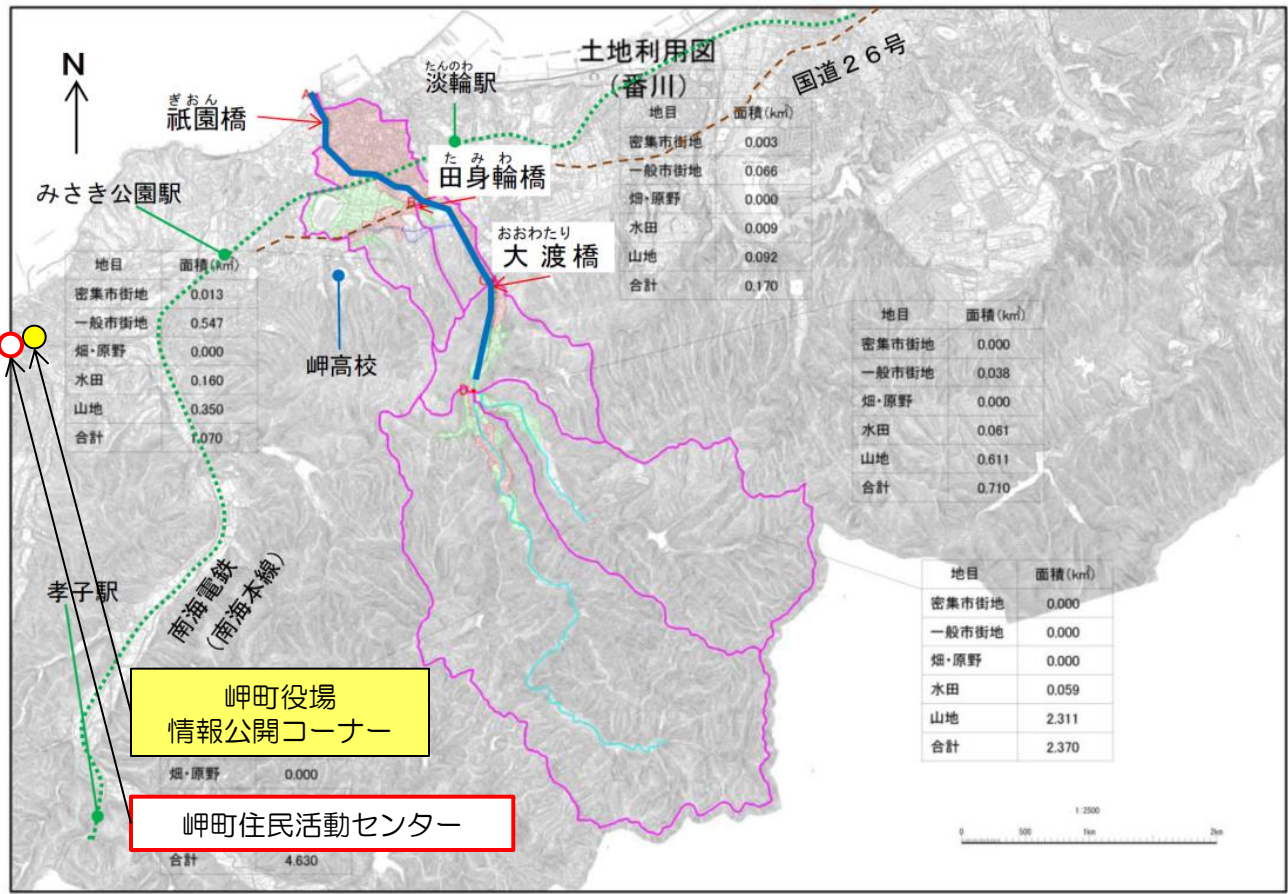 N
土地利用図
(番川)
国道26号
たんのわ
淡輪駅
ぎおん
祇園橋
たみわ
田身輪橋
みさき公園駅
おおわたり
大渡橋
岬高校
地目 面積(k㎡)
密集市街地 0.003
一般市街地 0.066
畑・原野 0.000
水田 0.009
山地 0.092
合計 0.170
地目 面積(k㎡)
密集市街地 0.013
一般市街地 0.547
畑・原野 0.000
水田 0.160
山地 0.350
合計 1.070
地目 面積(k㎡)
密集市街地 0.000
一般市街地 0.038
畑・原野 0.000
水田 0.061
山地 0.611
合計 0.710
地目 面積(k㎡)
密集市街地 0.000
一般市街地 0.000
畑・原野 0.000
水田 0.059
山地 2.311
合計 2.370
孝子駅
南海電鉄
(南海本線)
岬町役場
情報公開コーナー
畑・原野 0.000
岬町住民活動センター
合計 4.630
1:2500
0 500 1km 2km